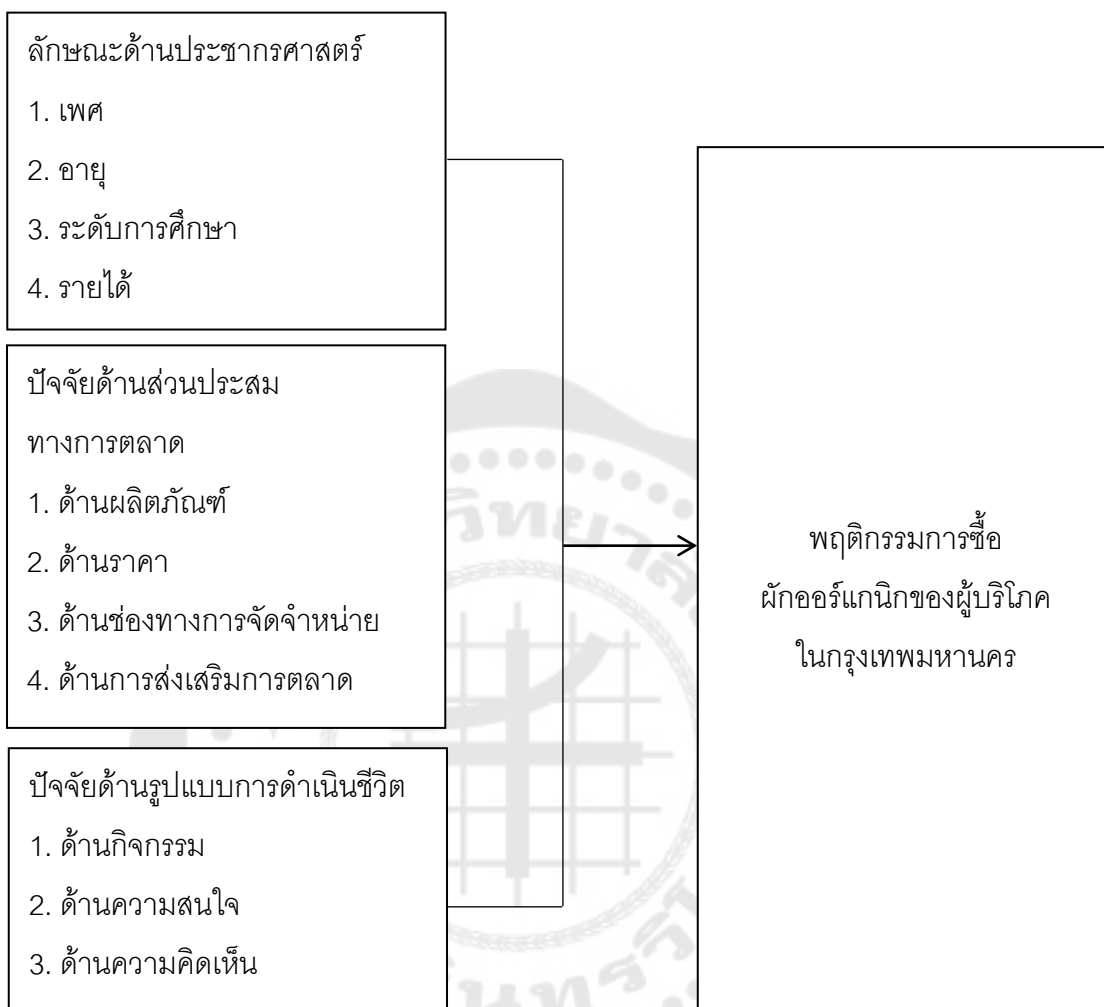 ลักษณะด้านประชากรศาสตร์
1. เพศ
2. อายุ
3. ระดับการศึกษา
4. รายได้
ปัจจัยด้านส่วนประสม
ทางการตลาด
1. ด้านผลิตภัณฑ์
2. ด้านราคา
3. ด้านช่องทางการจัดจำหน่าย
4. ด้านการส่งเสริมการตลาด
ปัจจัยด้านรูปแบบการดำเนินชีวิต
1. ด้านกิจกรรม
2. ด้านความสนใจ
3. ด้านความคิดเห็น
พฤติกรรมการซื้อ
ผักออร์แกนิกของผู้บริโภค
ในกรุงเทพมหานคร